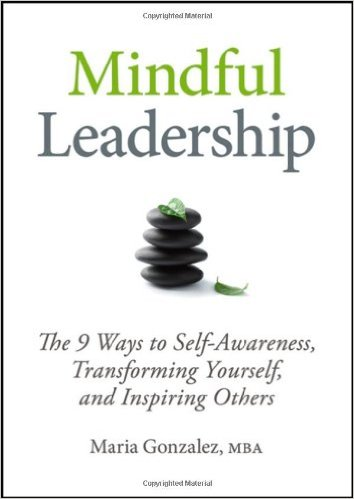 Copyrighted Material
Mindful
Leadership
The 9 Ways to Self-Awareness,
Transforming Yourself,
and Inspiring Others
Maria Gonzalez, MBA
Copyrighted Material